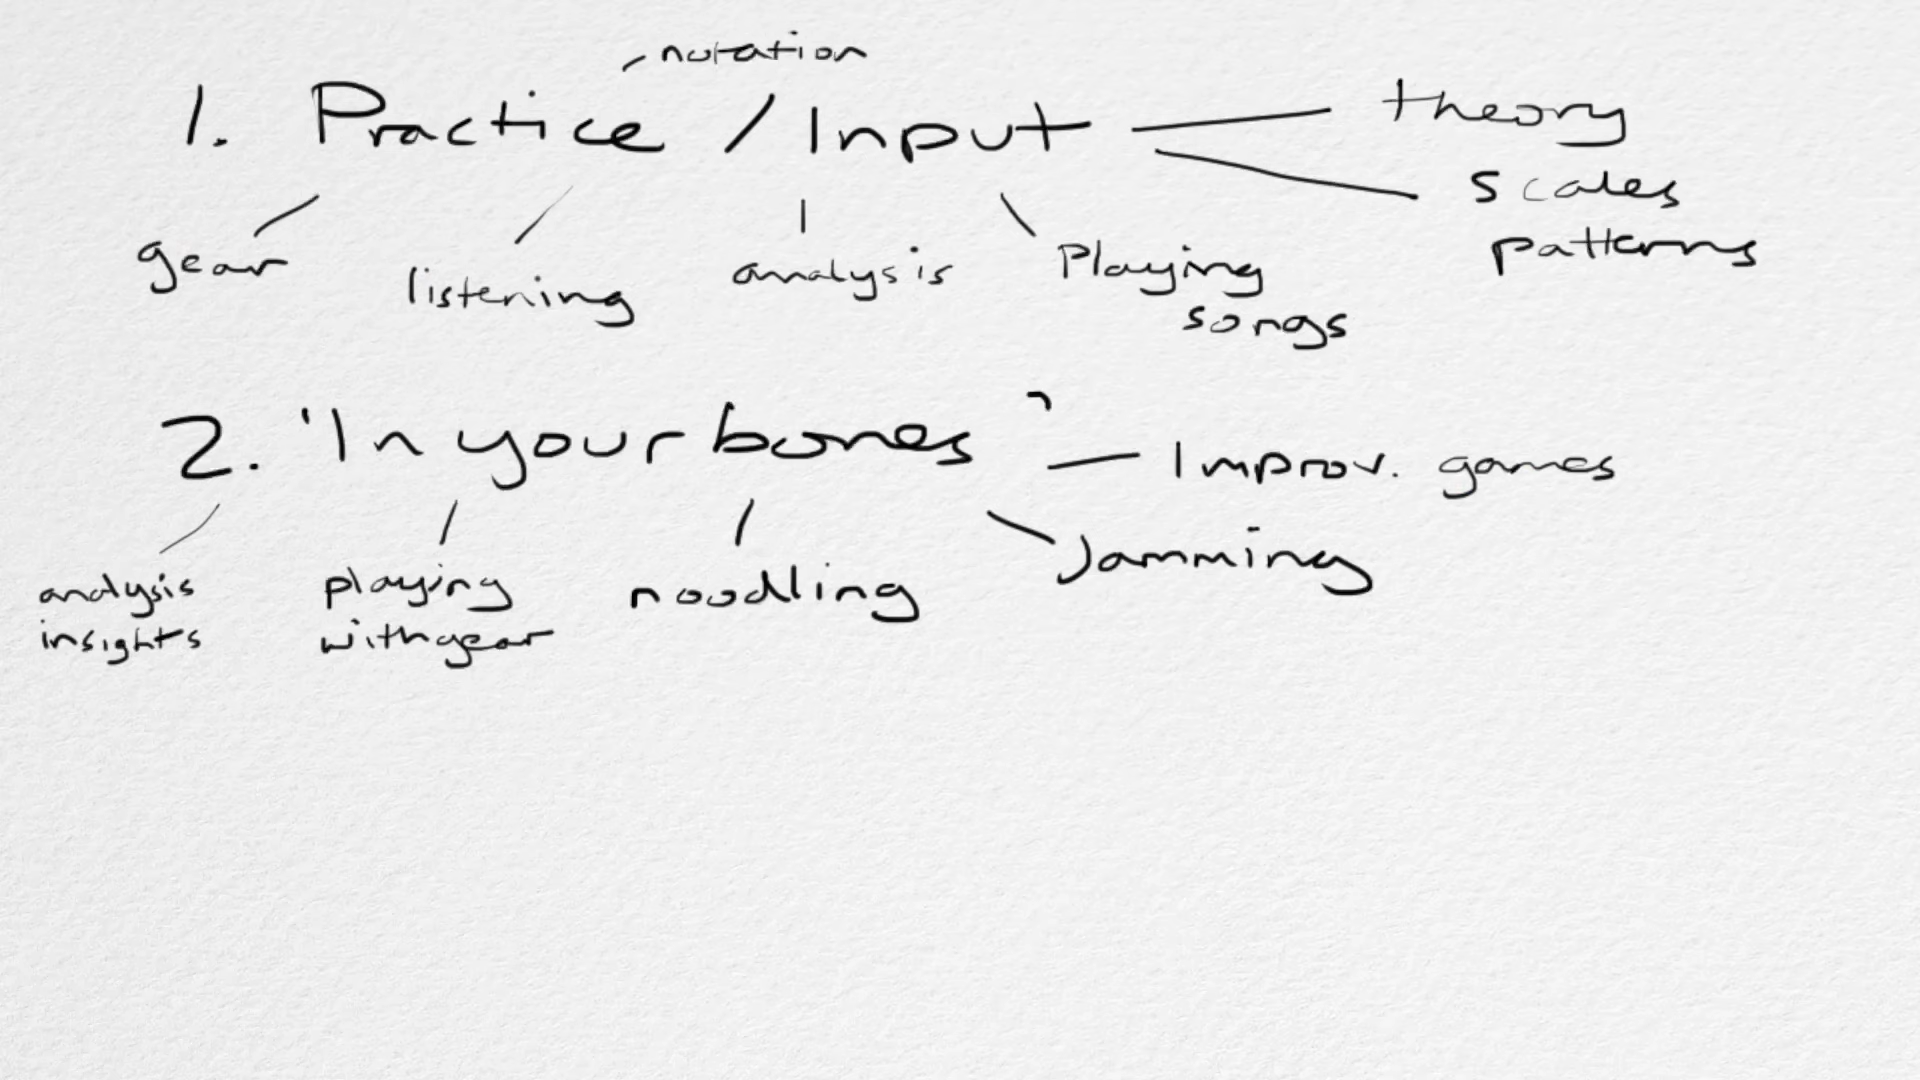 notation
1. Practice / Input
theory
scales
patterns
gear
listening
analysis
Playing
songs
2. 'In your bones'
Improv. games
Jamming
analysis
insights
playing
with gear
noodling